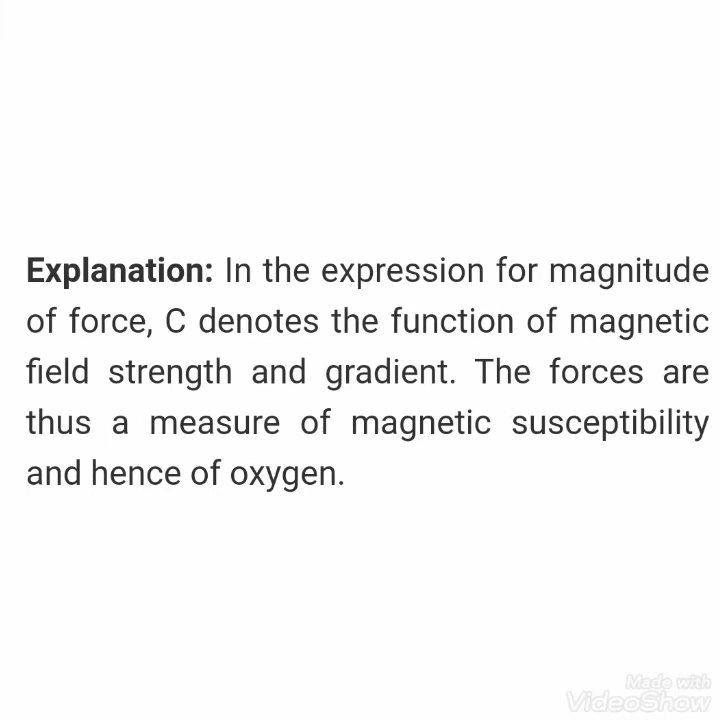 Explanation: In the expression for magnitude
of force, C denotes the function of magnetic
field strength and gradient. The forces are
thus a measure of magnetic susceptibility
and hence of oxygen.
Made with
VideoShow